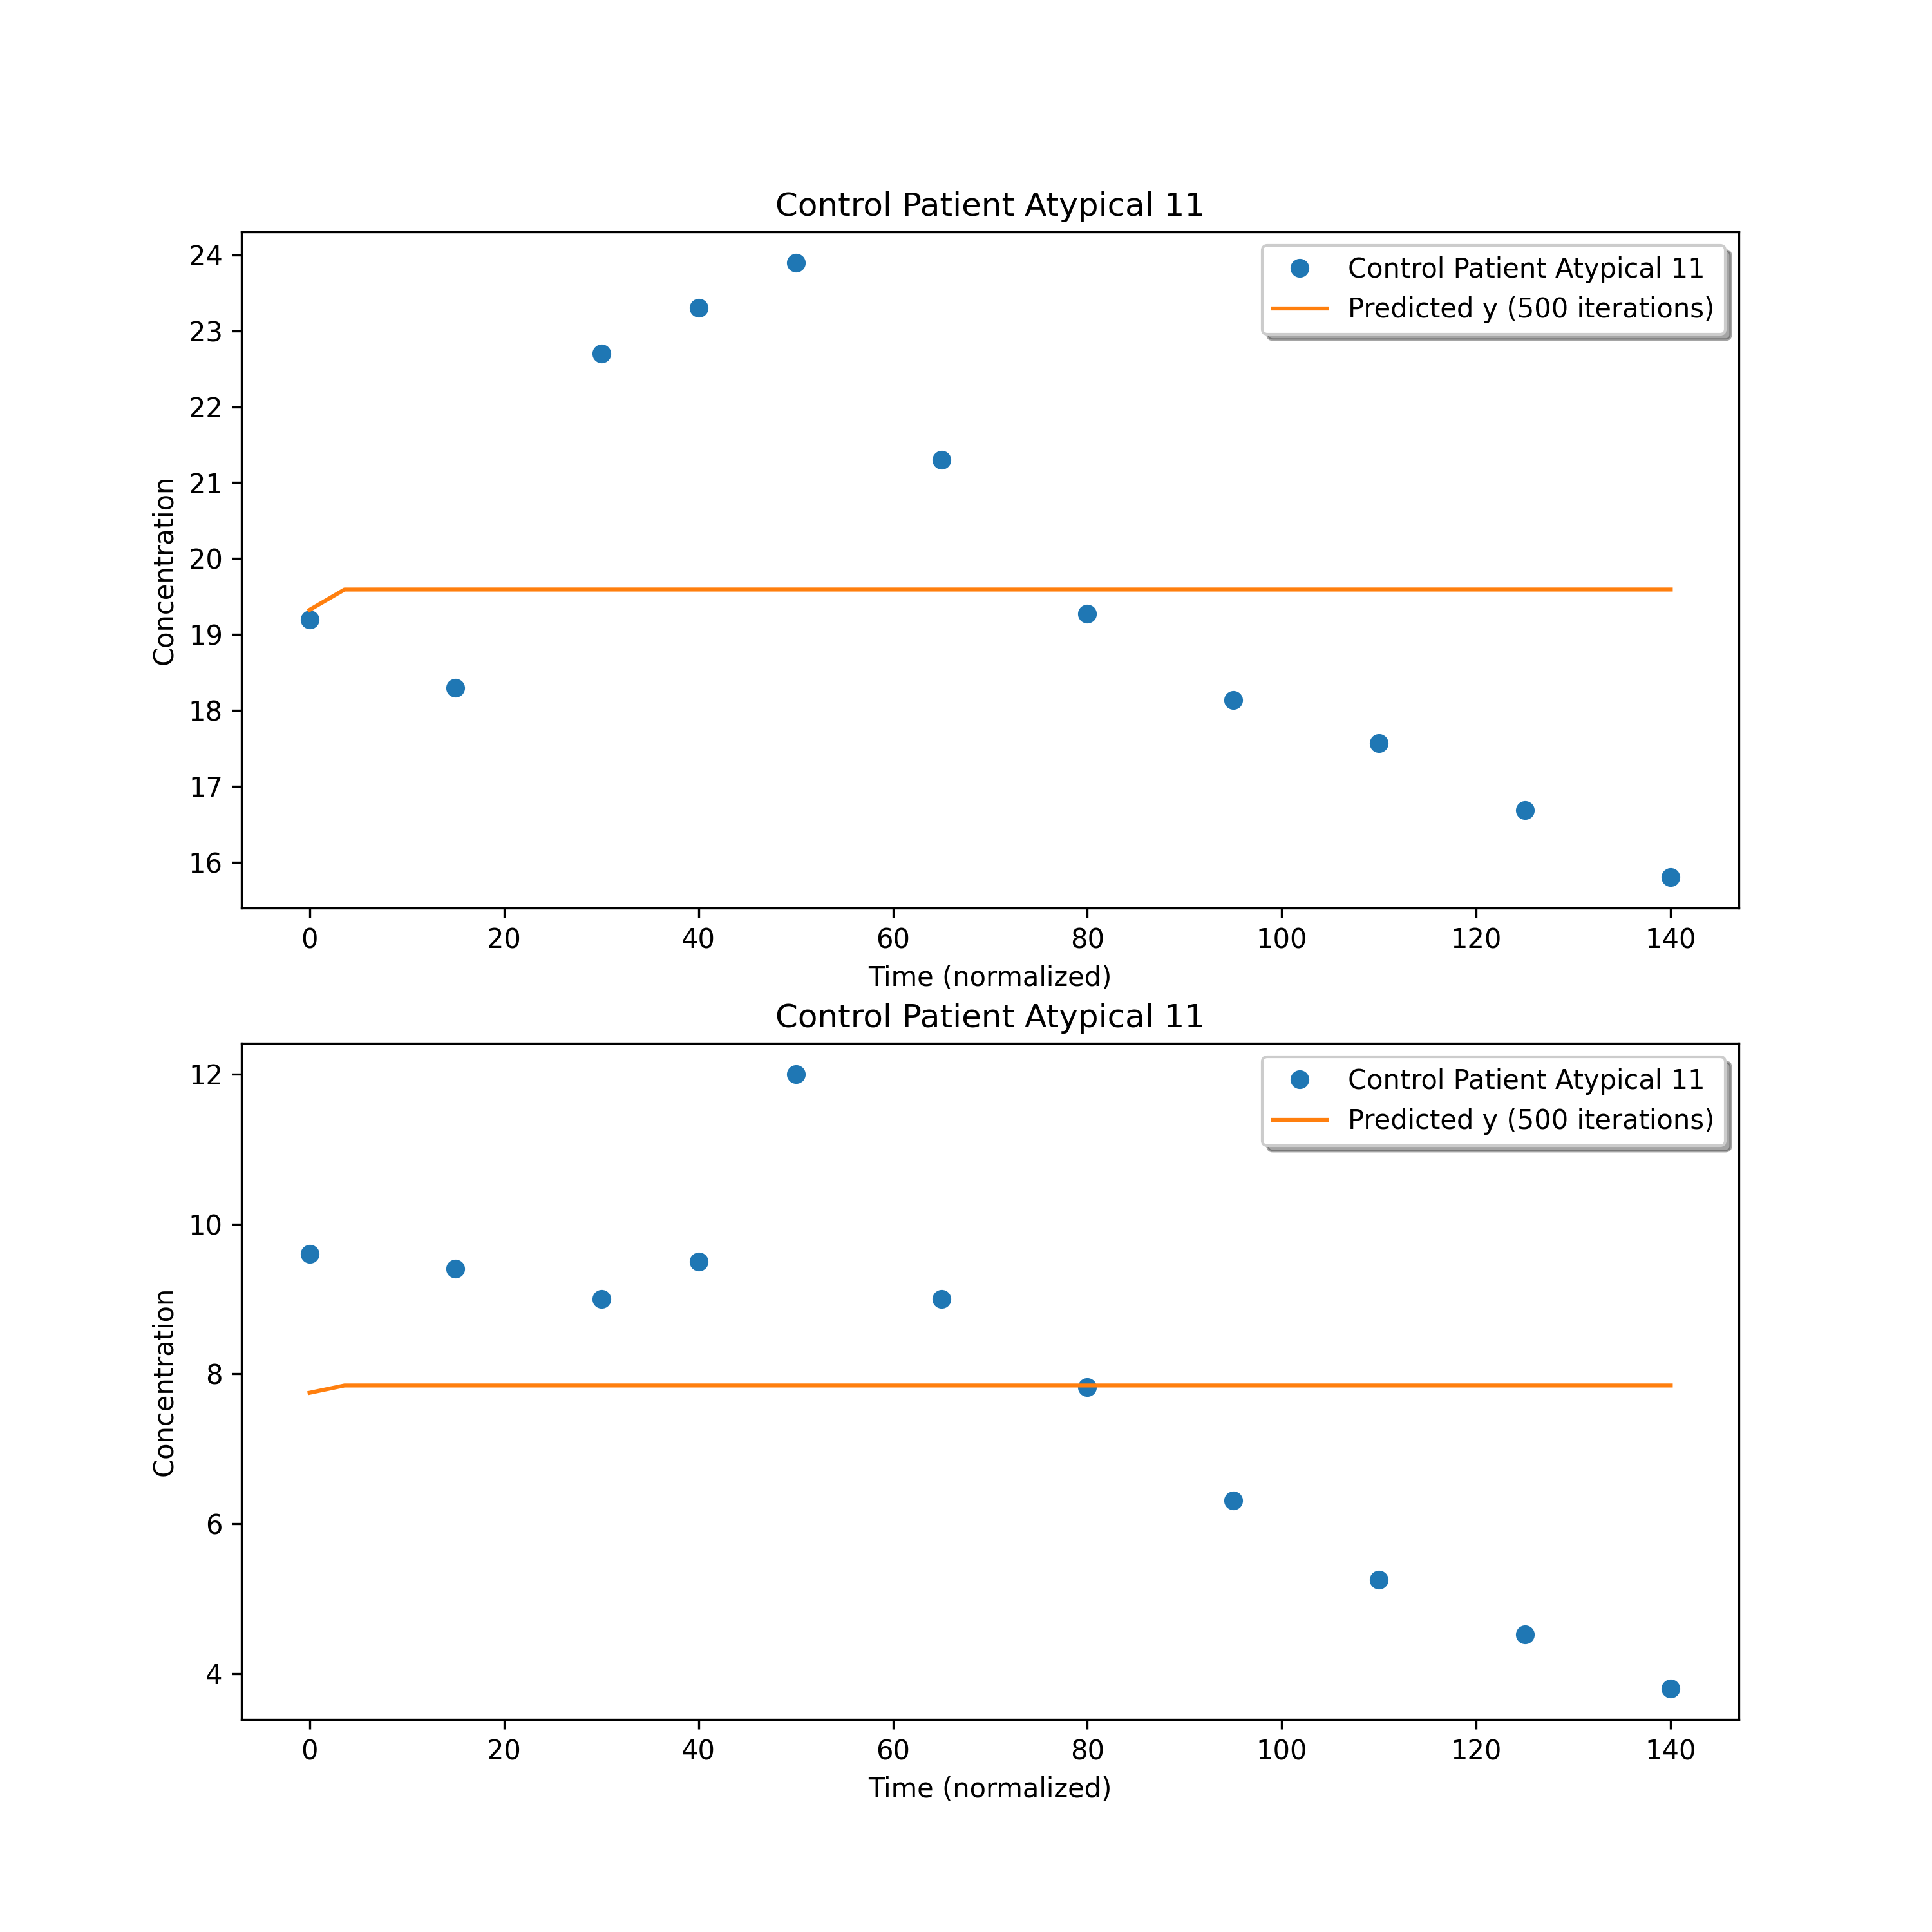 Control Patient Atypical 11
Control Patient Atypical 11
Predicted y (500 iterations)
24
23
22
21
20
19
18
17
16
Concentration
0 20 40 60 80 100 120 140
Time (normalized)
Control Patient Atypical 11
Control Patient Atypical 11
Predicted y (500 iterations)
12
10
8
6
4
Concentration
0 20 40 60 80 100 120 140
Time (normalized)